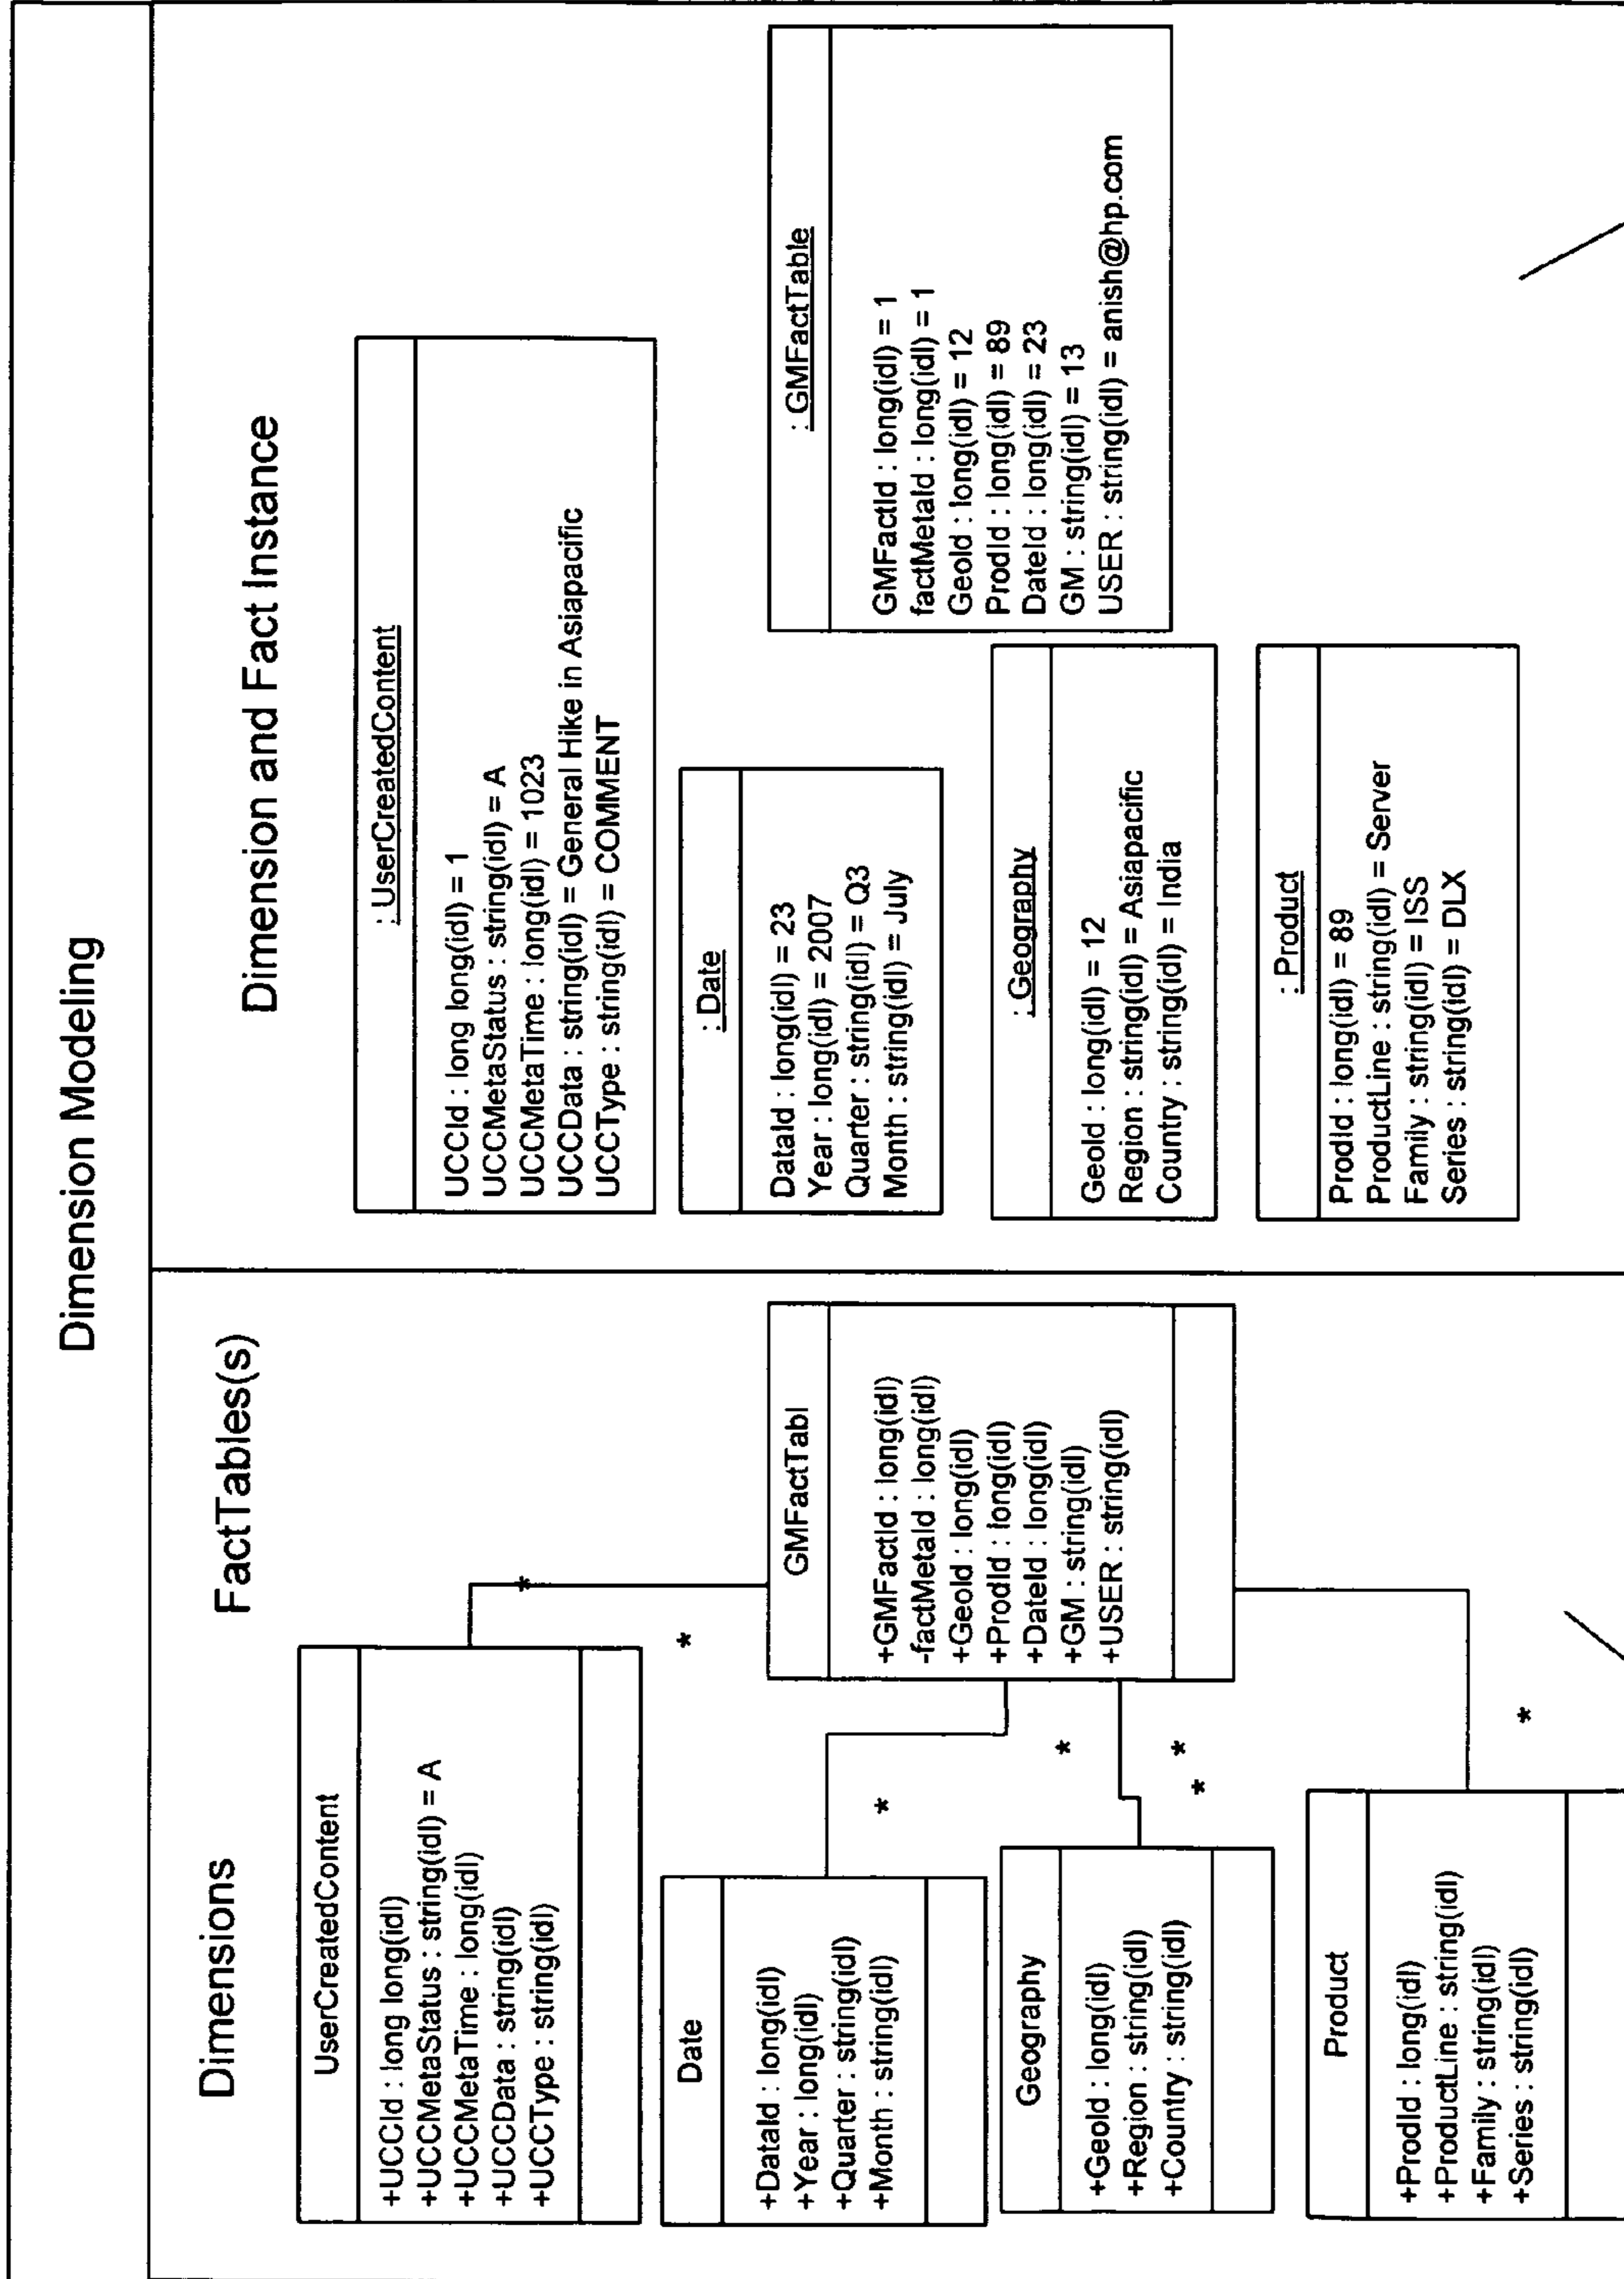 Dimension Modeling
Dimensions
FactTables(s)
UserCreatedContent
+UCCId : long long(idl)
+UCCMetaStatus : string(idl) = A
+UCCMetaTime : long(idl)
+UCCData : string(idl)
+UCCType : string(idl)
*
*
Date
+DataId : long(idl)
+Year : long(idl)
+Quarter : string(idl)
+Month : string(idl)
*
*
GMFactTabl
+GMFactId : long(idl)
-factMetaId : long(idl)
+GeoId : long(idl)
+ProdId : long(idl)
+DateId : long(idl)
+GM : string(idl)
+USER : string(idl)
Geography
+GeoId : long(idl)
+Region : string(idl)
+Country : string(idl)
*
*
Product
+ProdId : long(idl)
+ProductLine : string(idl)
+Family : string(idl)
+Series : string(idl)
*
Dimension and Fact Instance
: UserCreatedContent
UCCId : long long(idl) = 1
UCCMetaStatus : string(idl) = A
UCCMetaTime : long(idl) = 1023
UCCData : string(idl) = General Hike in Asiapacific
UCCType : string(idl) = COMMENT
: Date
DataId : long(idl) = 23
Year : long(idl) = 2007
Quarter : string(idl) = Q3
Month : string(idl) = July
: GMFactTable
GMFactId : long(idl) = 1
factMetaId : long(idl) = 1
GeoId : long(idl) = 12
ProdId : long(idl) = 89
DateId : long(idl) = 23
GM : string(idl) = 13
USER : string(idl) = anish@hp.com
: Geography
GeoId : long(idl) = 12
Region : string(idl) = Asiapacific
Country : string(idl) = India
: Product
ProdId : long(idl) = 89
ProductLine : string(idl) = Server
Family : string(idl) = ISS
Series : string(idl) = DLX